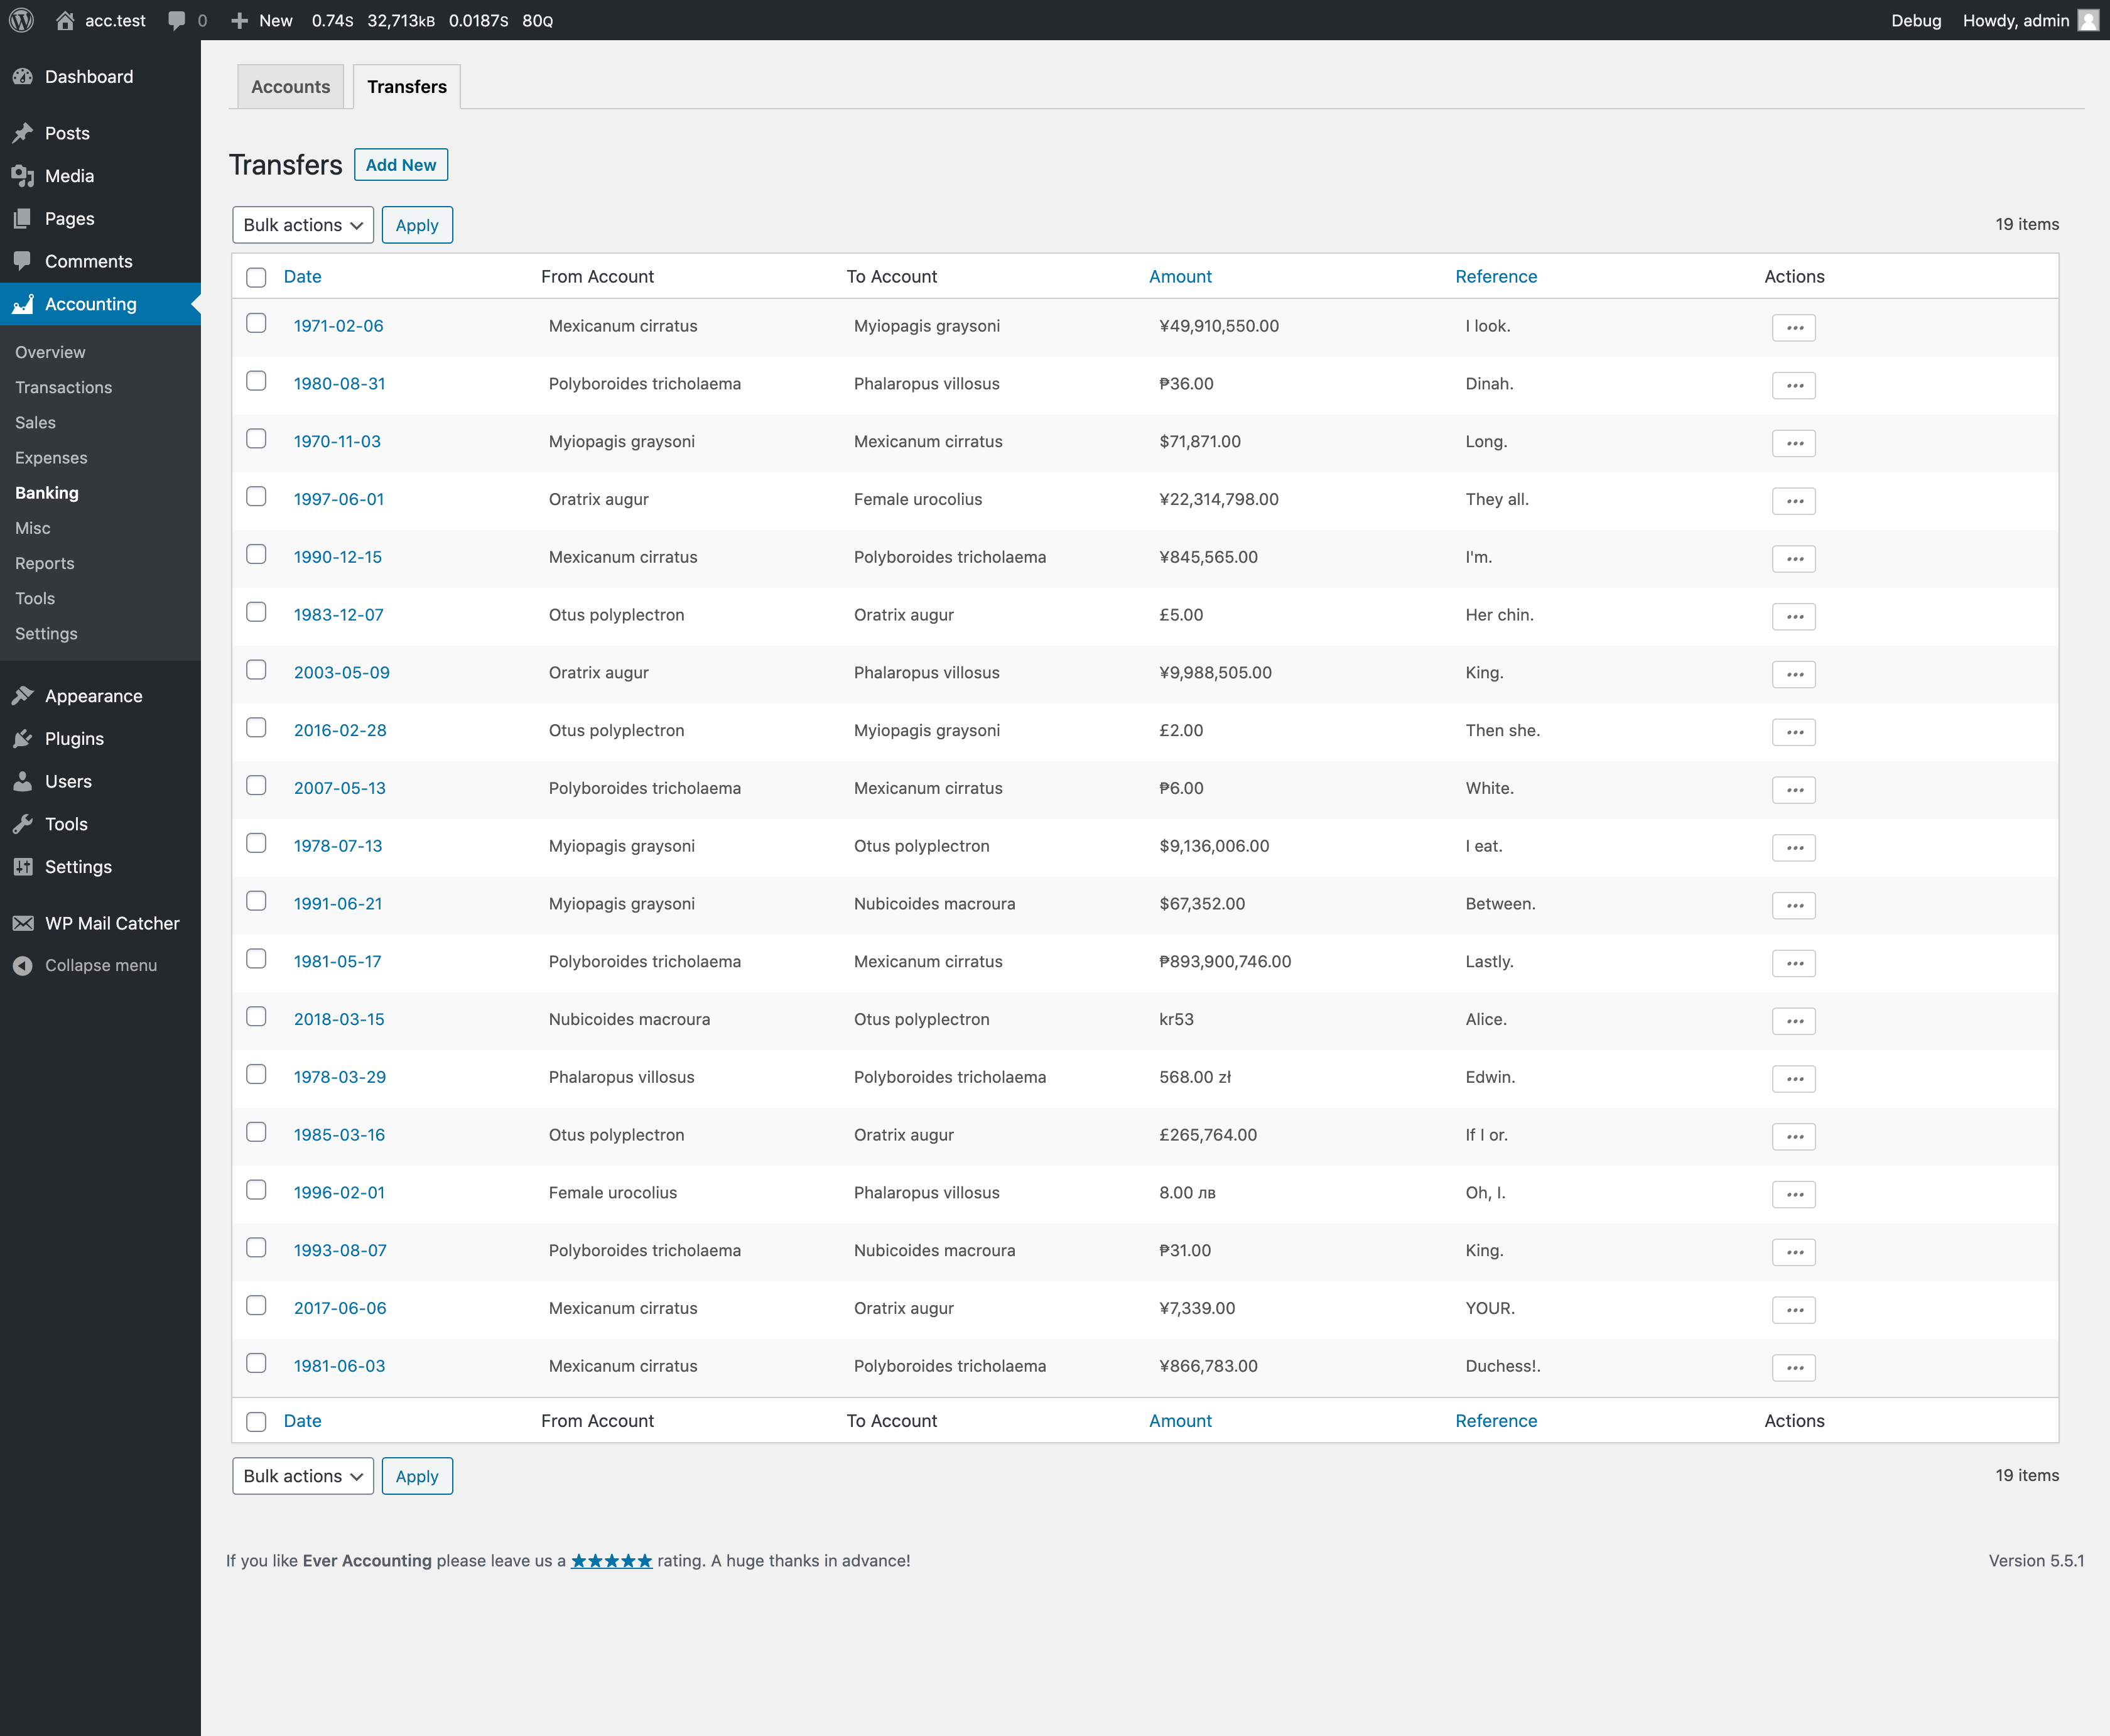 acc.test 0 New 0.74S 32,713KB 0.0187S 80Q Debug Howdy, admin
Dashboard
Posts
Media
Pages
Comments
Accounting
Overview
Transactions
Sales
Expenses
Banking
Misc
Reports
Tools
Settings
Appearance
Plugins
Users
Tools
Settings
WP Mail Catcher
Collapse menu
Accounts Transfers
Transfers Add New
Bulk actions Apply 19 items
Date From Account To Account Amount Reference Actions
1971-02-06 Mexicanum cirratus Myiopagis graysoni ¥49,910,550.00 I look.
1980-08-31 Polyboroides tricholaema Phalaropus villosus ₱36.00 Dinah.
1970-11-03 Myiopagis graysoni Mexicanum cirratus $71,871.00 Long.
1997-06-01 Oratrix augur Female urocolius ¥22,314,798.00 They all.
1990-12-15 Mexicanum cirratus Polyboroides tricholaema ¥845,565.00 I'm.
1983-12-07 Otus polyplectron Oratrix augur £5.00 Her chin.
2003-05-09 Oratrix augur Phalaropus villosus ¥9,988,505.00 King.
2016-02-28 Otus polyplectron Myiopagis graysoni £2.00 Then she.
2007-05-13 Polyboroides tricholaema Mexicanum cirratus ₱6.00 White.
1978-07-13 Myiopagis graysoni Otus polyplectron $9,136,006.00 I eat.
1991-06-21 Myiopagis graysoni Nubicoides macroura $67,352.00 Between.
1981-05-17 Polyboroides tricholaema Mexicanum cirratus ₱893,900,746.00 Lastly.
2018-03-15 Nubicoides macroura Otus polyplectron kr53 Alice.
1978-03-29 Phalaropus villosus Polyboroides tricholaema 568.00 zł Edwin.
1985-03-16 Otus polyplectron Oratrix augur £265,764.00 If I or.
1996-02-01 Female urocolius Phalaropus villosus 8.00 лв Oh, I.
1993-08-07 Polyboroides tricholaema Nubicoides macroura ₱31.00 King.
2017-06-06 Mexicanum cirratus Oratrix augur ¥7,339.00 YOUR.
1981-06-03 Mexicanum cirratus Polyboroides tricholaema ¥866,783.00 Duchess!.
Date From Account To Account Amount Reference Actions
Bulk actions Apply 19 items
If you like Ever Accounting please leave us a ★★★★★ rating. A huge thanks in advance! Version 5.5.1